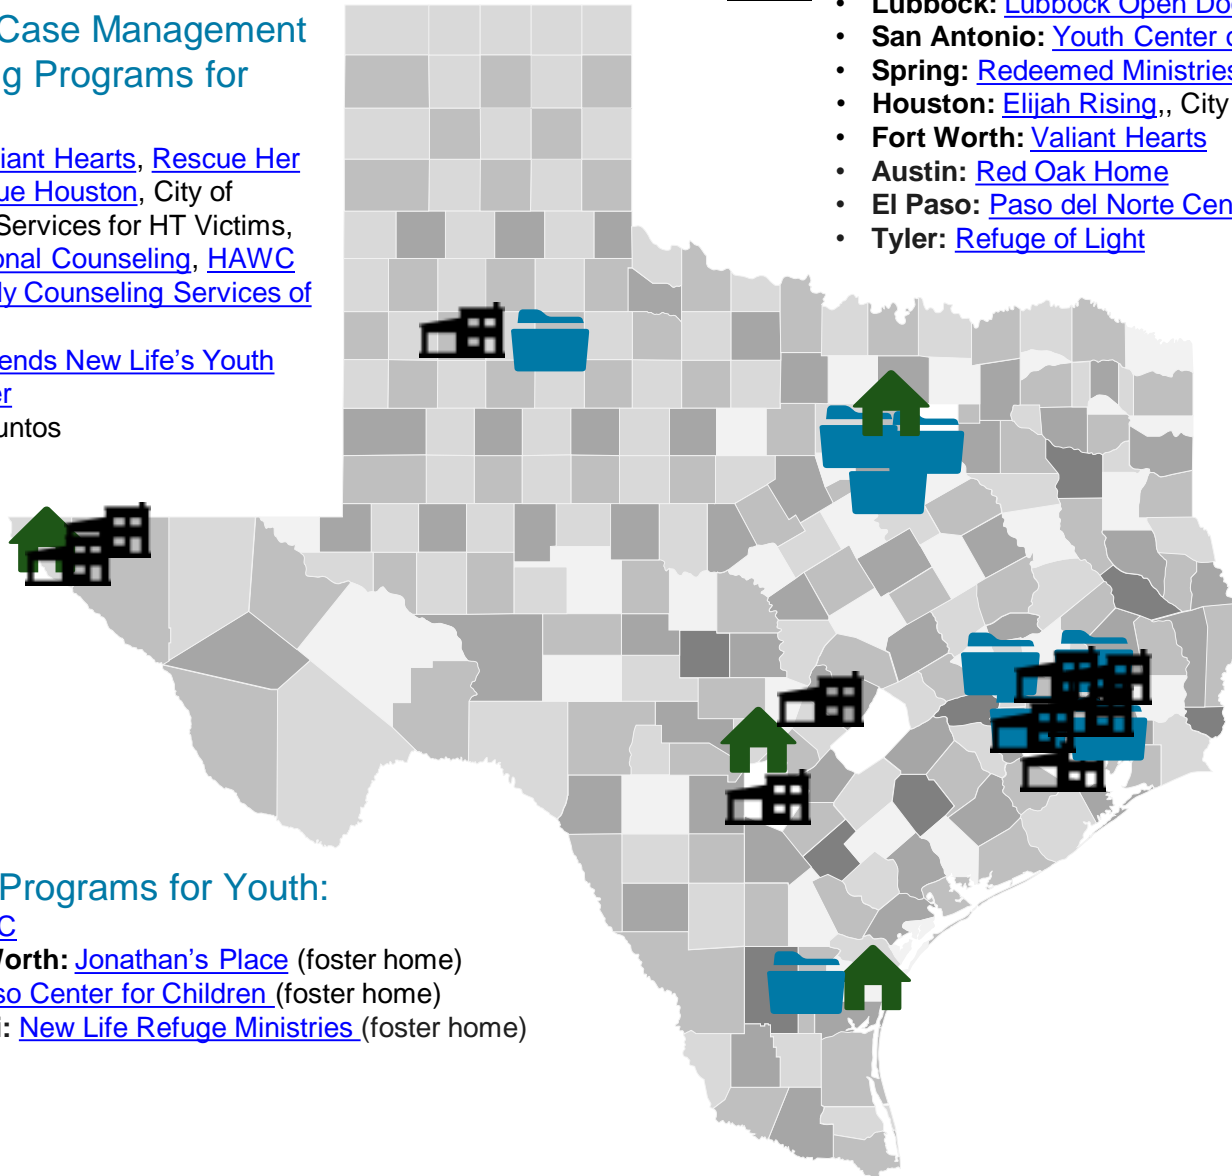 Case Management
g Programs for
iant Hearts, Rescue Her
ue Houston, City of
Services for HT Victims,
onal Counseling, HAWC
ly Counseling Services of
ends New Life's Youth
er
untos
• Lubbock: Lubbock Open Doo
• San Antonio: Youth Center o
• Spring: Redeemed Ministries
• Houston: Elijah Rising,, City
• Fort Worth: Valiant Hearts
• Austin: Red Oak Home
• El Paso: Paso del Norte Cen
• Tyler: Refuge of Light
Programs for Youth:
C
Worth: Jonathan's Place (foster home)
so Center for Children (foster home)
i: New Life Refuge Ministries (foster home)